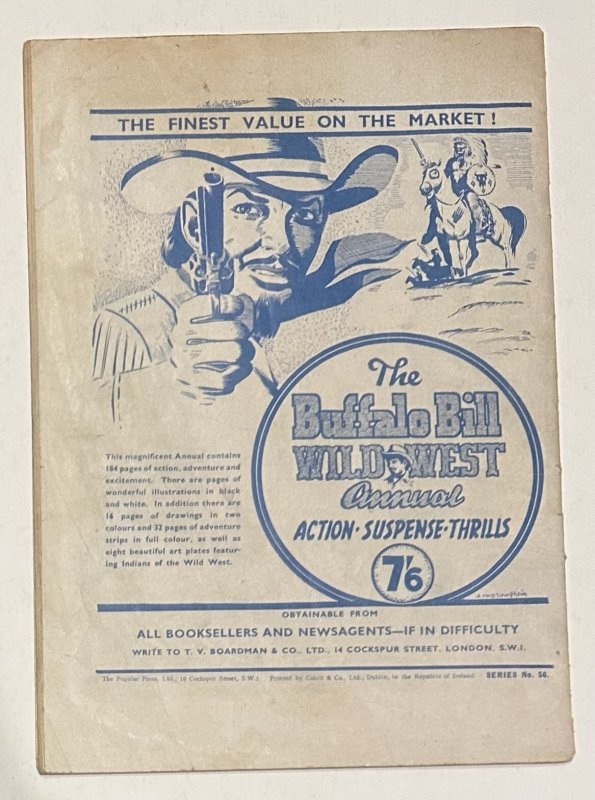 THE FINEST VALUE ON THE MARKET!
The
Buffalo Bill
WILD WEST
Annual
ACTION · SUSPENSE · THRILLS
7'6
This magnificent Annual contains
184 pages of action, adventure and
excitement. There are pages of
wonderful illustrations in black
and white. In addition there are
16 pages of drawings in two
colours and 32 pages of adventure
strips in full colour, as well as
eight beautiful art plates featur-
ing Indians of the Wild West.
OBTAINABLE FROM
ALL BOOKSELLERS AND NEWSAGENTS—IF IN DIFFICULTY
WRITE TO T. V. BOARDMAN & CO., LTD., 14 COCKSPUR STREET, LONDON, S.W.I.
The Popular Press, Ltd., 16 Cockspur Street, S.W.1. Printed by Cahill & Co., Ltd., Dublin, in the Republic of Ireland. SERIES No. 56.